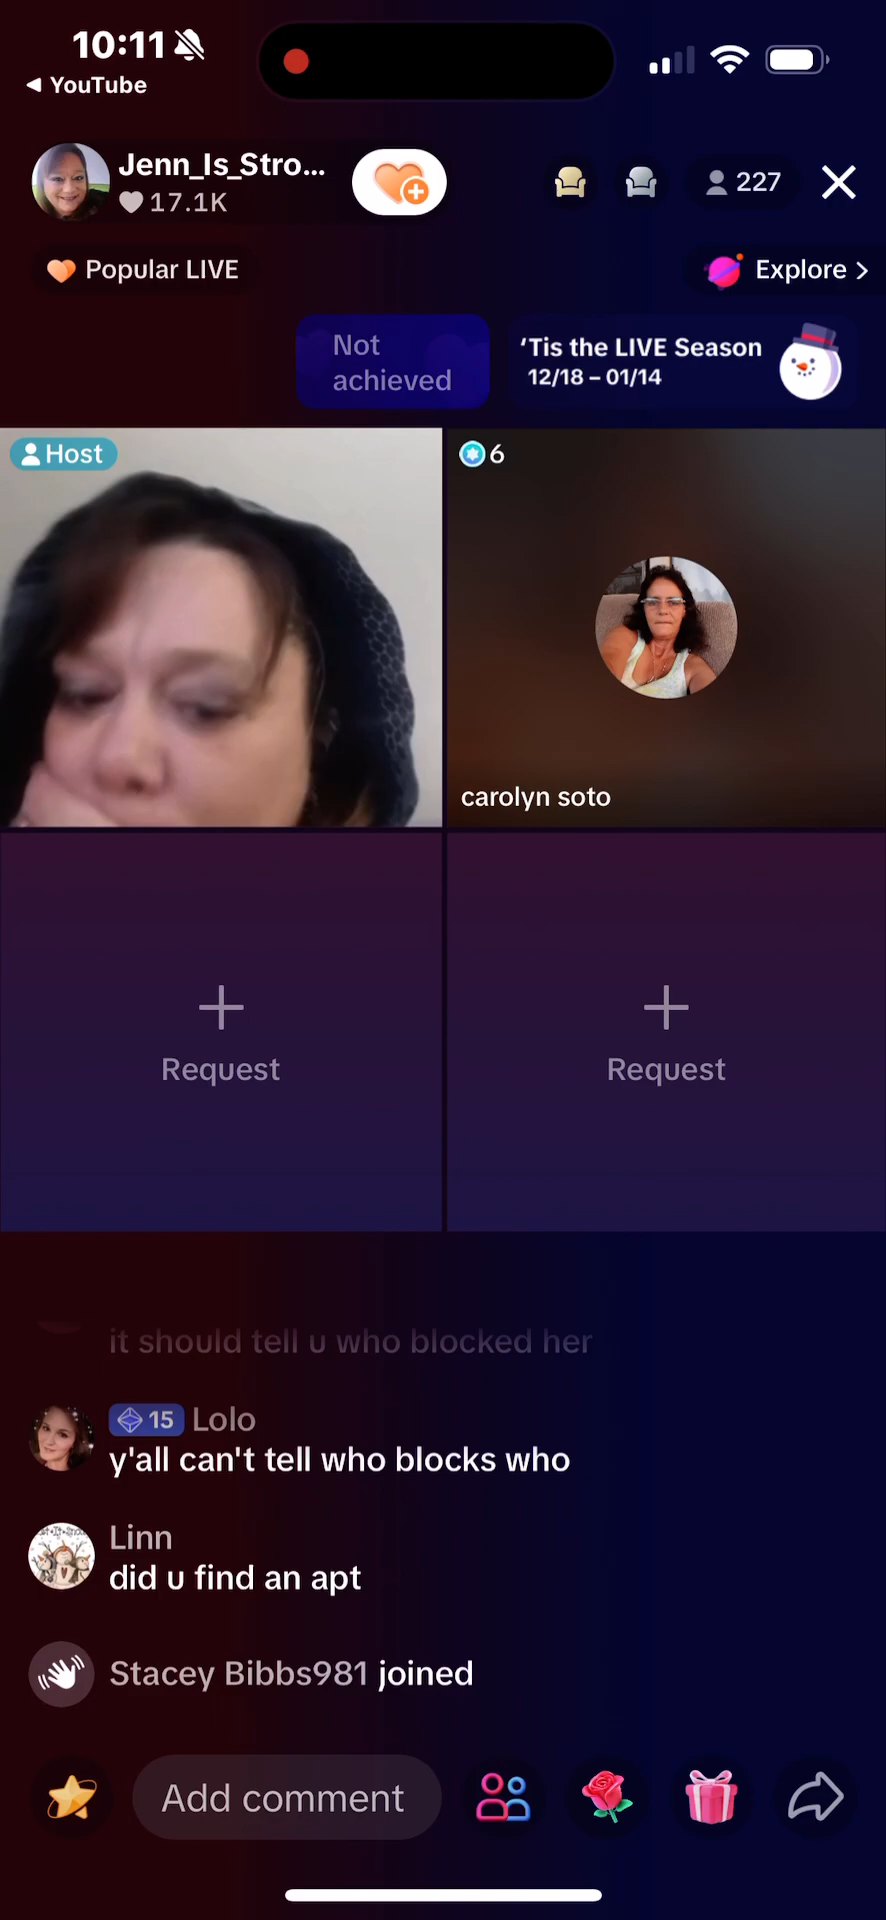 10:11
YouTube
Jenn_Is_Stro...
17.1K
227
Popular LIVE
Explore >
Not
achieved
‘Tis the LIVE Season
12/18 – 01/14
Host
6
carolyn soto
Request
Request
it should tell u who blocked her
15 Lolo
y'all can't tell who blocks who
Linn
did u find an apt
Stacey Bibbs981 joined
Add comment